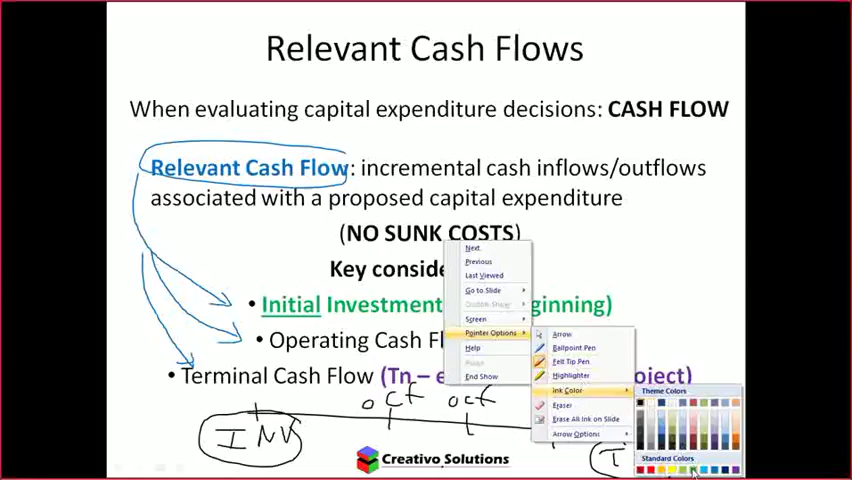 Relevant Cash Flows
When evaluating capital expenditure decisions: CASH FLOW
Relevant Cash Flow: incremental cash inflows/outflows
associated with a proposed capital expenditure
(NO SUNK COSTS)
Key conside
• Initial Investment ginning)
• Operating Cash Fl
• Terminal Cash Flow (Tn – e oject)
Next
Previous
Last Viewed
Go to Slide
Custom Show
Screen
Pointer Options
Help
Pause
End Show
Arrow
Ballpoint Pen
Felt Tip Pen
Highlighter
Ink Color
Eraser
Erase All Ink on Slide
Arrow Options
Theme Colors
Standard Colors
OCF OCF
INV
T
Creativo Solutions